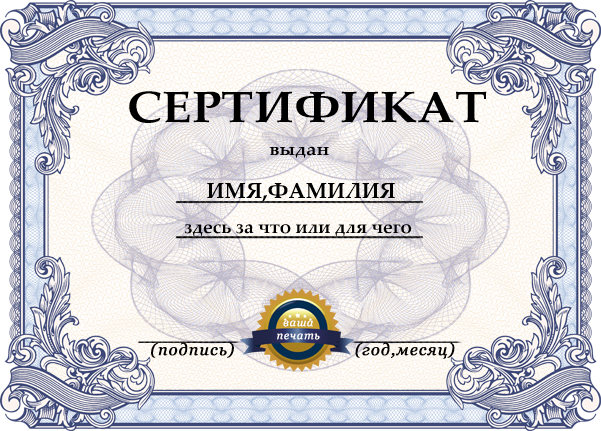 СЕРТИФИКАТ
выдан
ИМЯ,ФАМИЛИЯ
здесь за что или для чего
ваша
печать
(подпись)
(год,месяц)